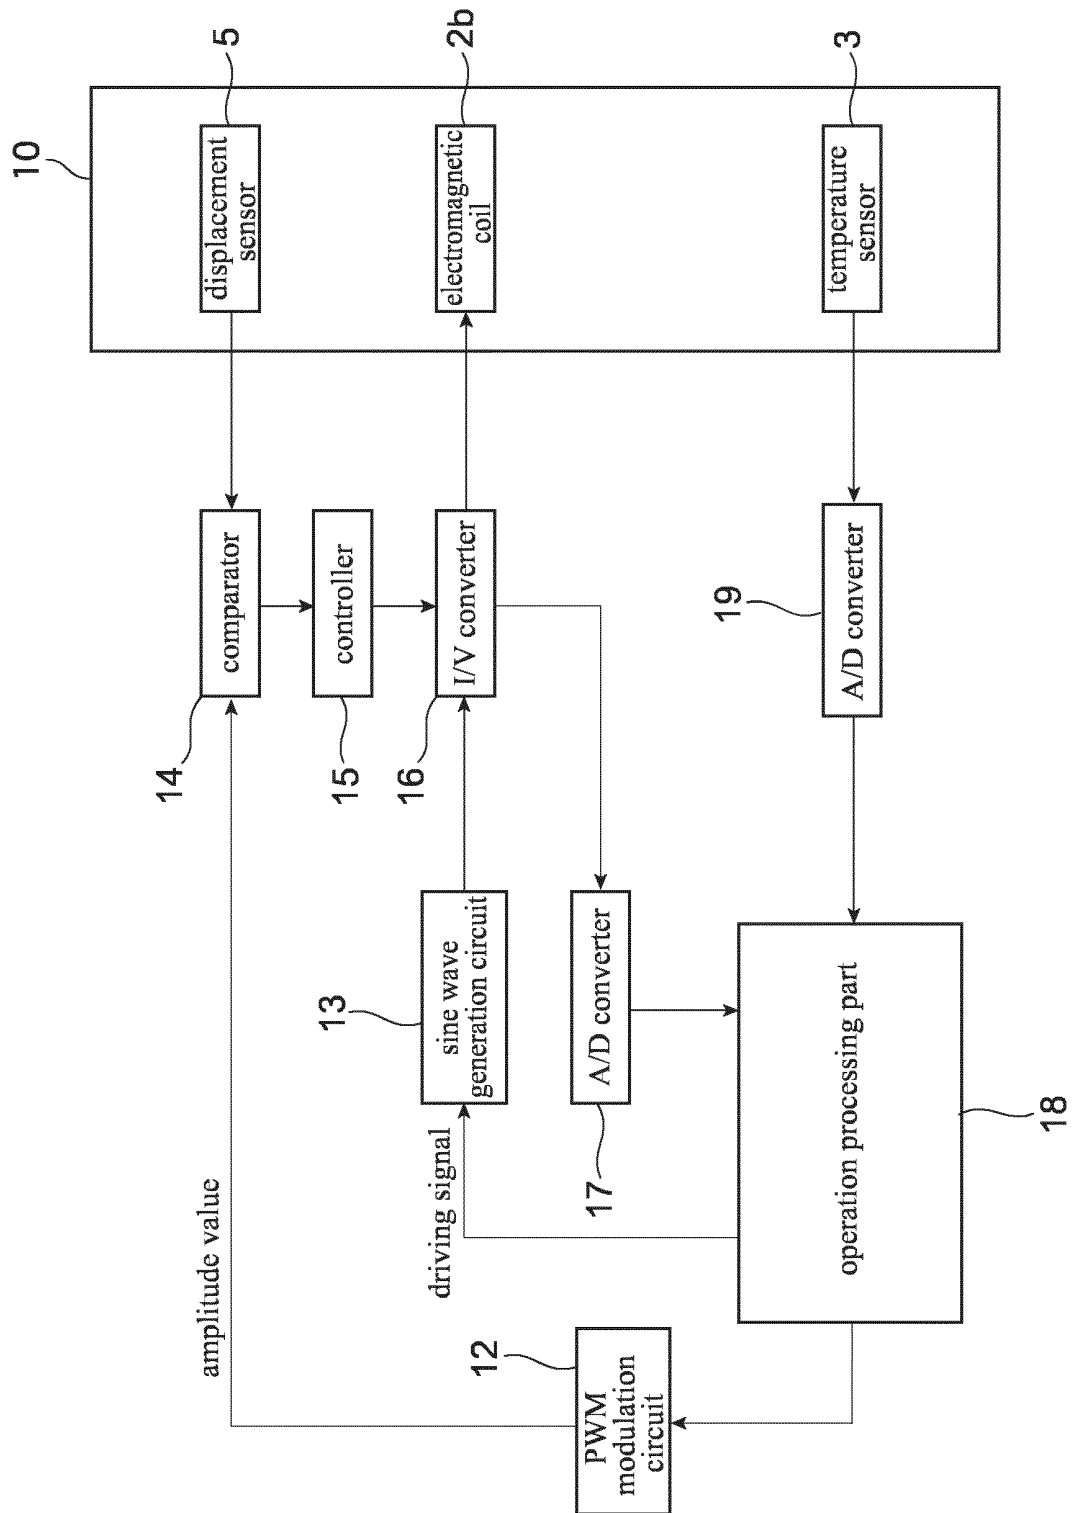 10
5
displacement
sensor
2b
electromagnetic
coil
3
temperature
sensor
14
comparator
15
controller
16
I/V converter
19
A/D converter
13
sine wave
generation circuit
17
A/D converter
18
operation processing part
12
PWM
modulation
circuit
amplitude value
driving signal